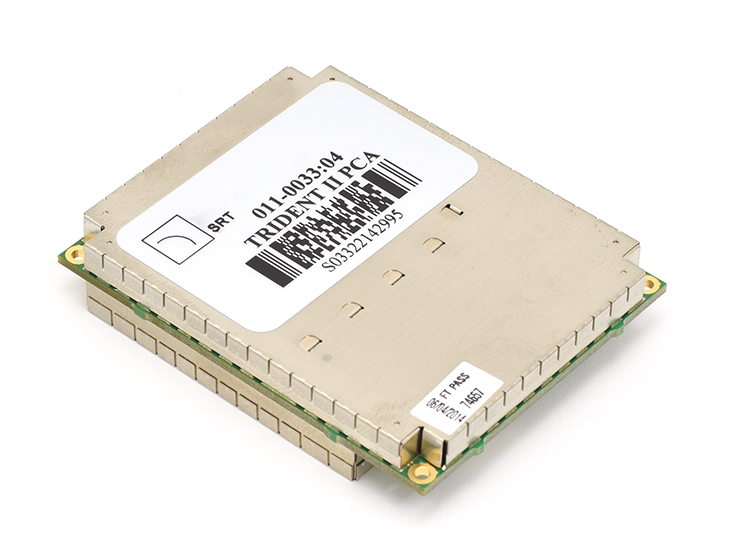 SRT
011-0033:04
TRIDENT II PCA
S03322142995
FT PASS
06/04/2014
74657